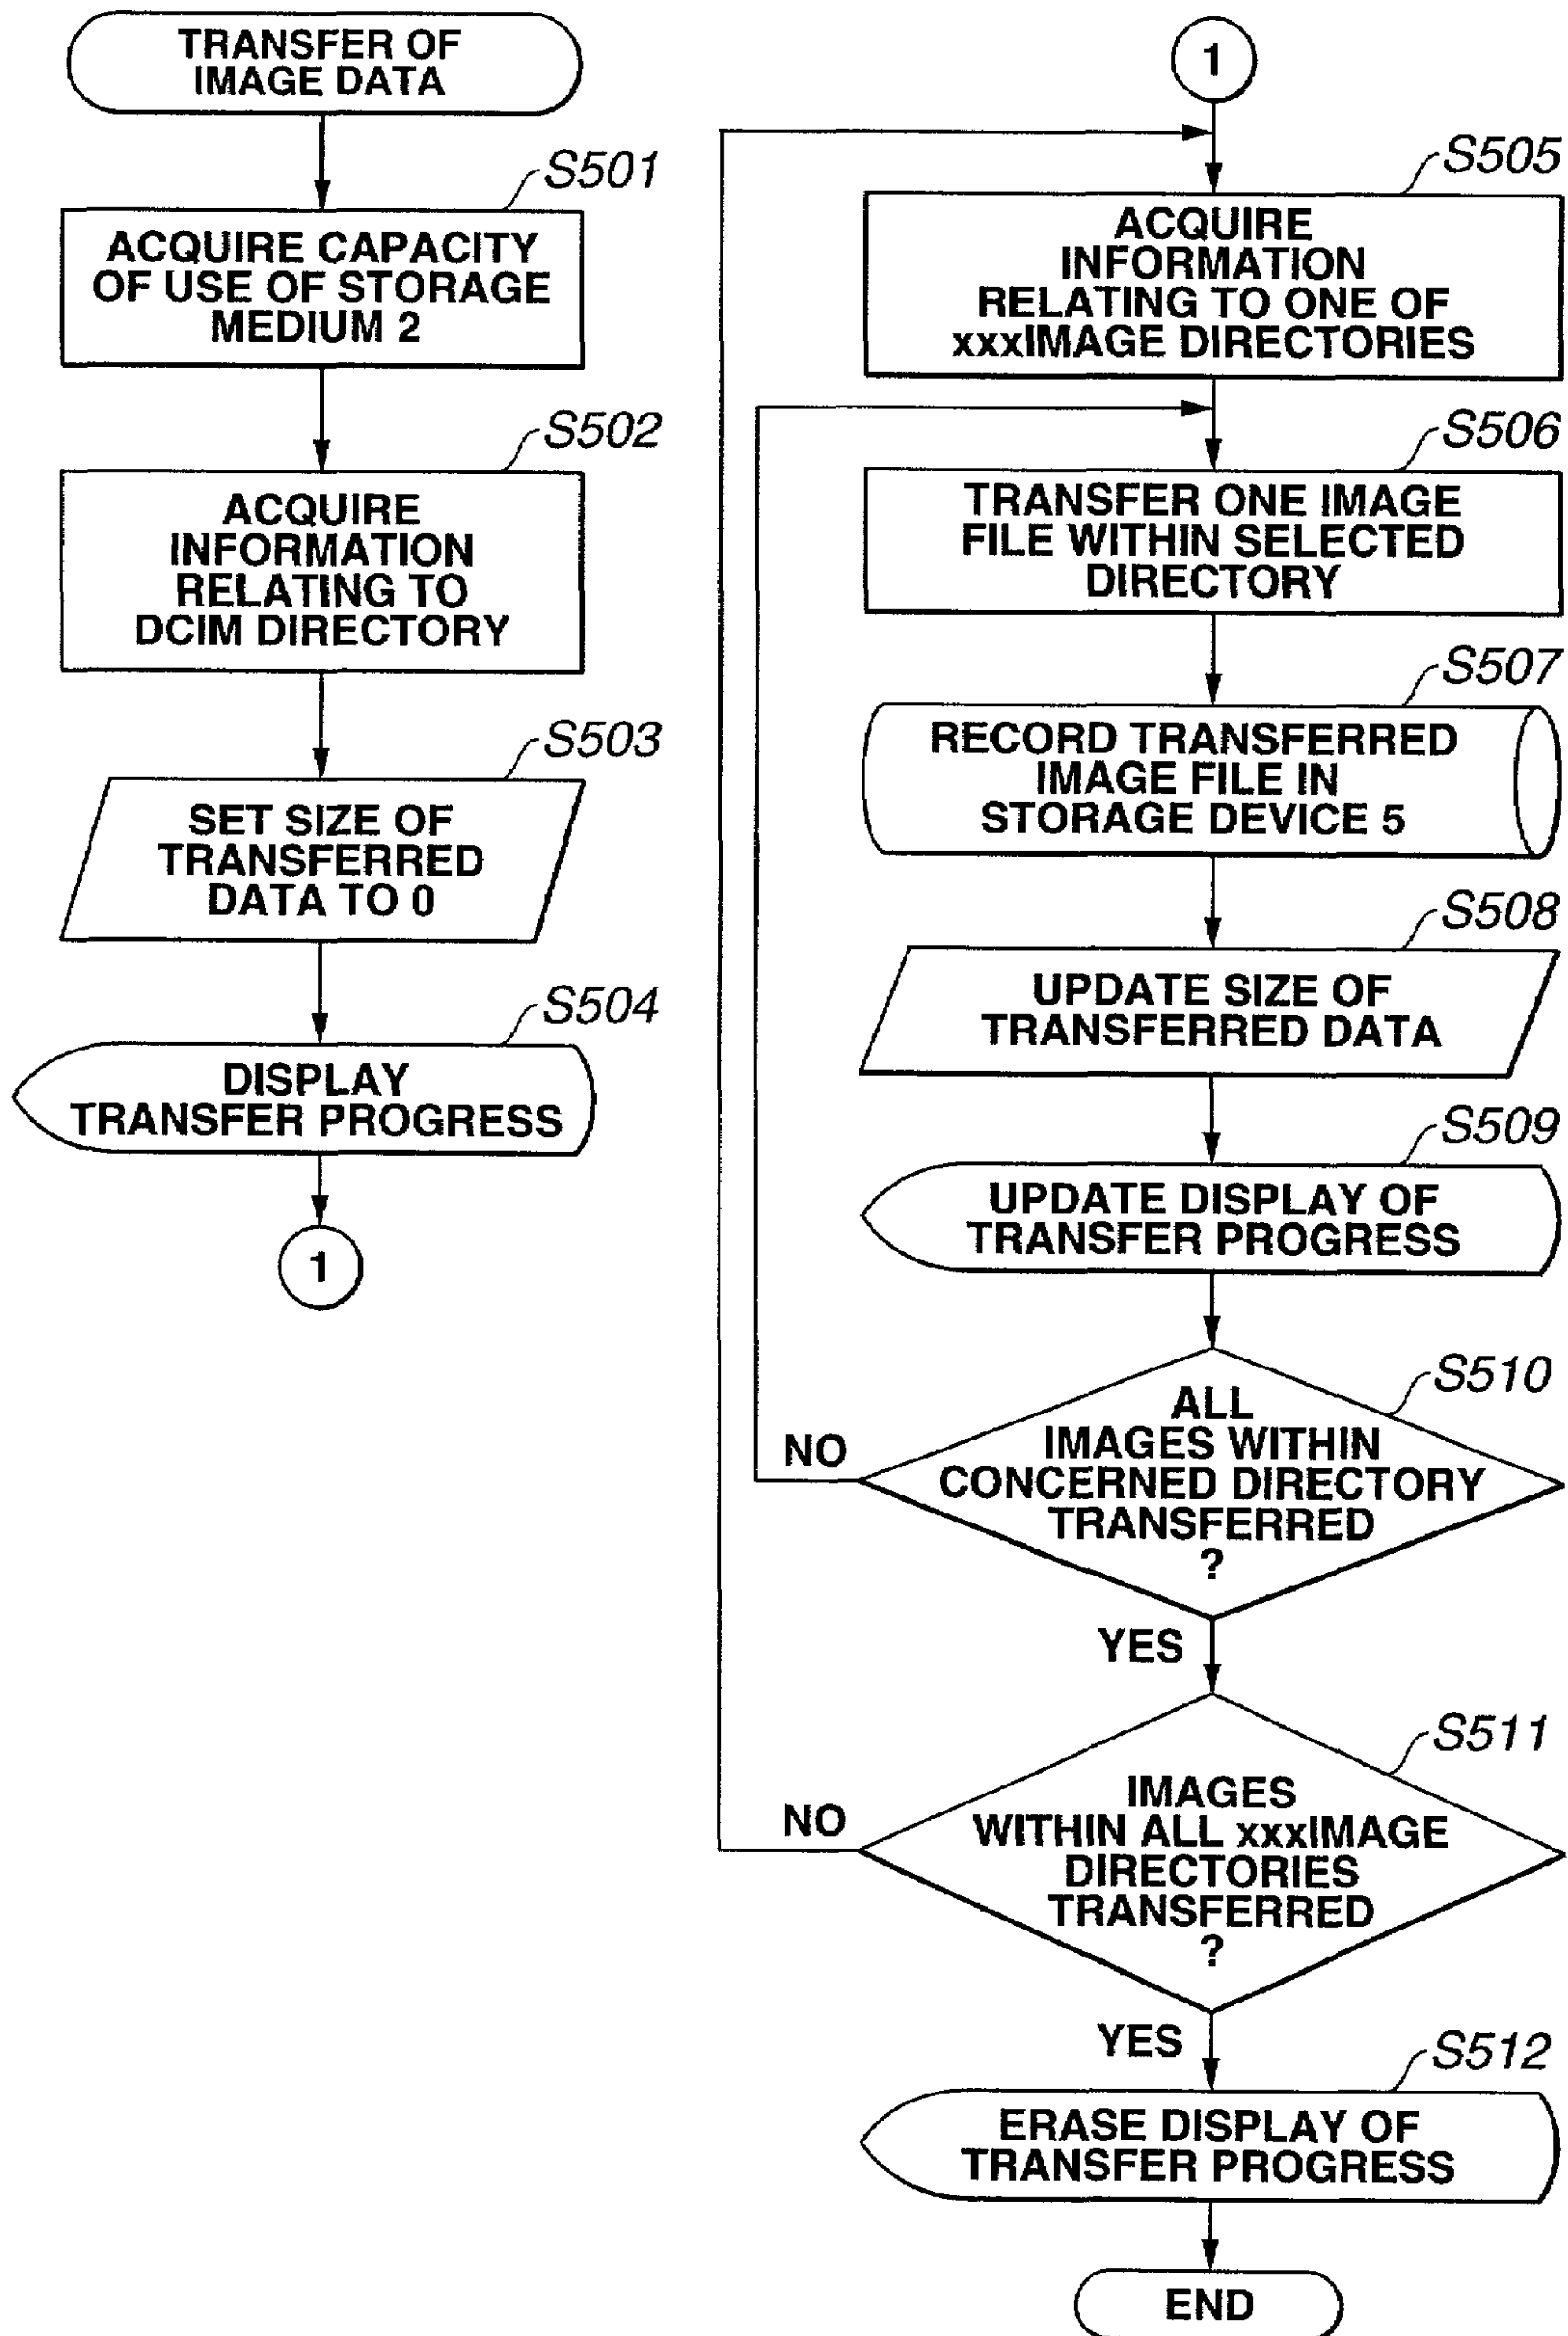 TRANSFER OF
IMAGE DATA
S501
ACQUIRE CAPACITY
OF USE OF STORAGE
MEDIUM 2
S502
ACQUIRE
INFORMATION
RELATING TO
DCIM DIRECTORY
S503
SET SIZE OF
TRANSFERRED
DATA TO 0
S504
DISPLAY
TRANSFER PROGRESS
1
1
S505
ACQUIRE
INFORMATION
RELATING TO ONE OF
xxxIMAGE DIRECTORIES
S506
TRANSFER ONE IMAGE
FILE WITHIN SELECTED
DIRECTORY
S507
RECORD TRANSFERRED
IMAGE FILE IN
STORAGE DEVICE 5
S508
UPDATE SIZE OF
TRANSFERRED DATA
S509
UPDATE DISPLAY OF
TRANSFER PROGRESS
S510
ALL
IMAGES WITHIN
CONCERNED DIRECTORY
TRANSFERRED
?
NO
YES
S511
IMAGES
WITHIN ALL xxxIMAGE
DIRECTORIES
TRANSFERRED
?
NO
YES
S512
ERASE DISPLAY OF
TRANSFER PROGRESS
END